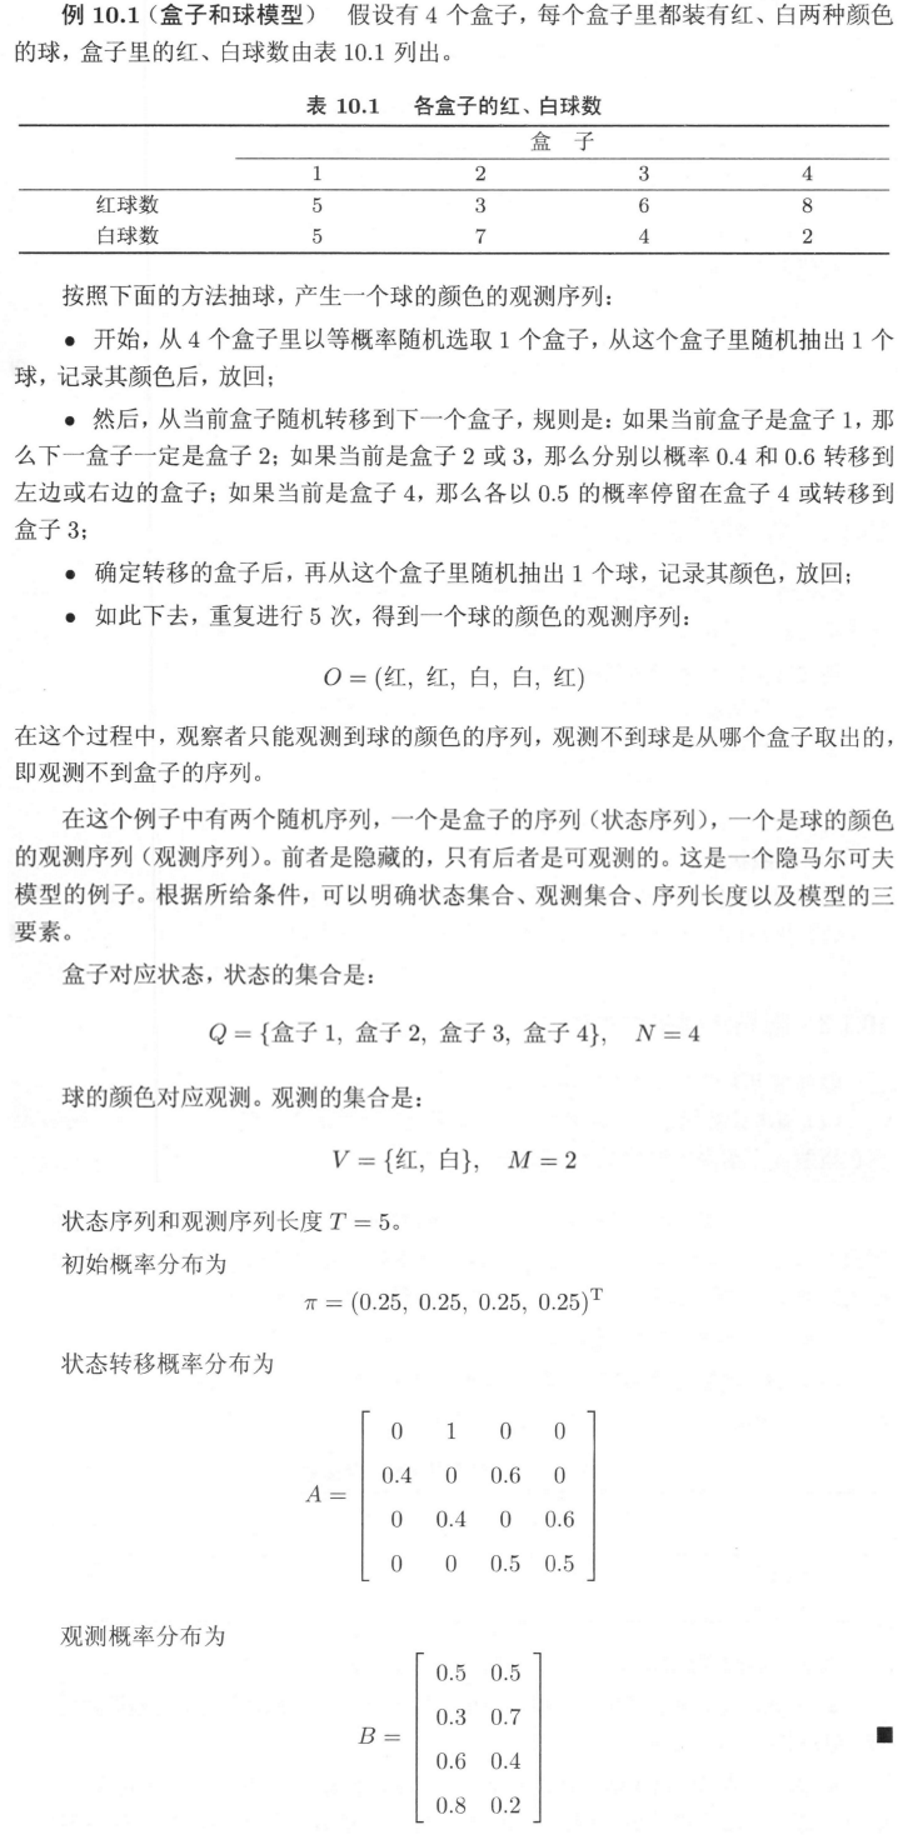 例 10.1（盒子和球模型） 假设有 4 个盒子，每个盒子里都装有红、白两种颜色
的球，盒子里的红、白球数由表 10.1 列出。
表 10.1 各盒子的红、白球数
盒 子
1 2 3 4
红球数 5 3 6 8
白球数 5 7 4 2
按照下面的方法抽球，产生一个球的颜色的观测序列：
• 开始，从 4 个盒子里以等概率随机选取 1 个盒子，从这个盒子里随机抽出 1 个
球，记录其颜色后，放回；
• 然后，从当前盒子随机转移到下一个盒子，规则是：如果当前盒子是盒子 1，那
么下一盒子一定是盒子 2；如果当前是盒子 2 或 3，那么分别以概率 0.4 和 0.6 转移到
左边或右边的盒子；如果当前是盒子 4，那么各以 0.5 的概率停留在盒子 4 或转移到
盒子 3；
• 确定转移的盒子后，再从这个盒子里随机抽出 1 个球，记录其颜色，放回；
• 如此下去，重复进行 5 次，得到一个球的颜色的观测序列：
O = (红, 红, 白, 白, 红)
在这个过程中，观察者只能观测到球的颜色的序列，观测不到球是从哪个盒子取出的，
即观测不到盒子的序列。
在这个例子中有两个随机序列，一个是盒子的序列（状态序列），一个是球的颜色
的观测序列（观测序列）。前者是隐藏的，只有后者是可观测的。这是一个隐马尔可夫
模型的例子。根据所给条件，可以明确状态集合、观测集合、序列长度以及模型的三
要素。
盒子对应状态，状态的集合是：
Q = {盒子 1, 盒子 2, 盒子 3, 盒子 4}, N = 4
球的颜色对应观测。观测的集合是：
V = {红, 白}, M = 2
状态序列和观测序列长度 T = 5。
初始概率分布为
π = (0.25, 0.25, 0.25, 0.25)ᵀ
状态转移概率分布为
A =
0 1 0 0
0.4 0 0.6 0
0 0.4 0 0.6
0 0 0.5 0.5
观测概率分布为
B =
0.5 0.5
0.3 0.7
0.6 0.4
0.8 0.2
■